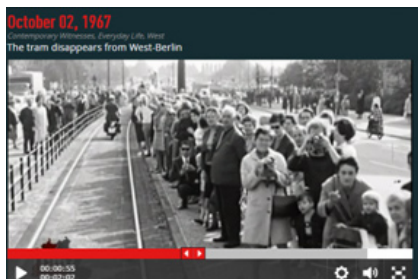 October 02, 1967
Contemporary Witnesses, Everyday Life, West
The tram disappears from West-Berlin
00:00:55
00:02:02